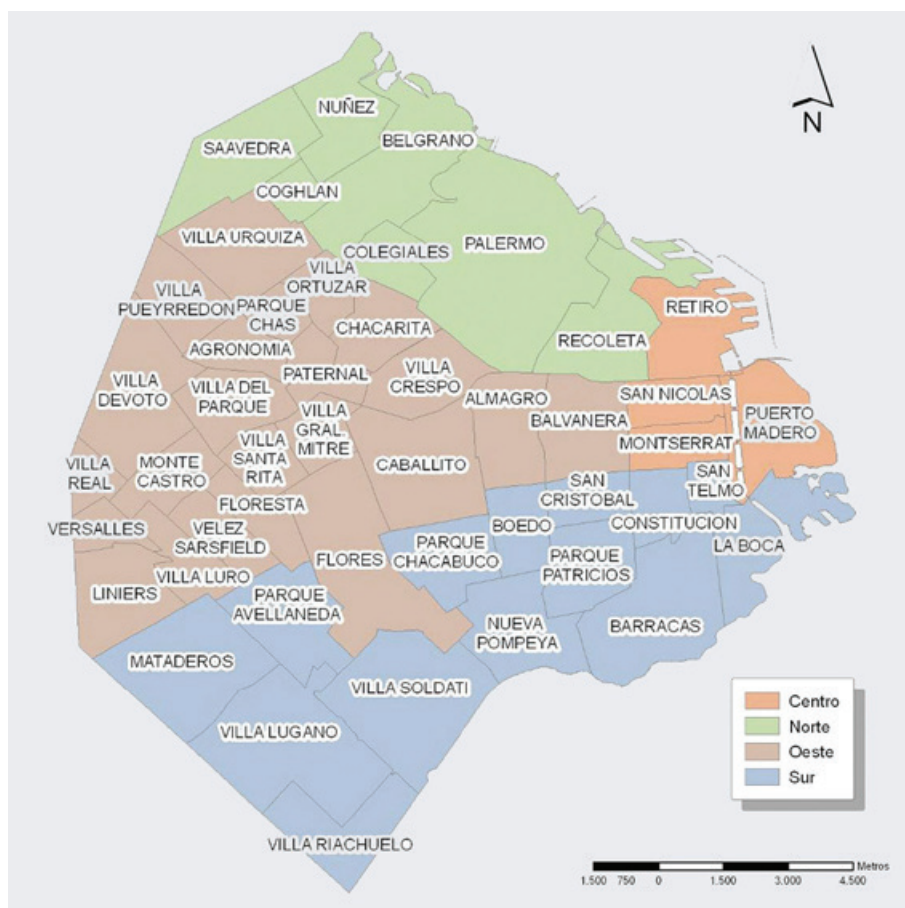 NUÑEZ
SAAVEDRA
BELGRANO
COGHLAN
VILLA URQUIZA
COLEGIALES
PALERMO
VILLA
ORTUZAR
VILLA
PUEYRREDON
PARQUE
CHAS
CHACARITA
RETIRO
RECOLETA
AGRONOMIA
PATERNAL
VILLA
CRESPO
VILLA
DEVOTO
VILLA DEL
PARQUE
ALMAGRO
SAN NICOLAS
BALVANERA
PUERTO
MADERO
VILLA
GRAL.
MITRE
MONTSERRAT
VILLA
SANTA
RITA
VILLA
REAL
MONTE
CASTRO
CABALLITO
SAN
TELMO
SAN
CRISTOBAL
FLORESTA
VERSALLES
VELEZ
SARSFIELD
BOEDO
CONSTITUCION
LA BOCA
PARQUE
CHACABUCO
FLORES
PARQUE
PATRICIOS
LINIERS
VILLA LURO
PARQUE
AVELLANEDA
NUEVA
POMPEYA
BARRACAS
MATADEROS
VILLA SOLDATI
VILLA LUGANO
VILLA RIACHUELO
N
Centro
Norte
Oeste
Sur
Metros
1.500 750 0 1.500 3.000 4.500